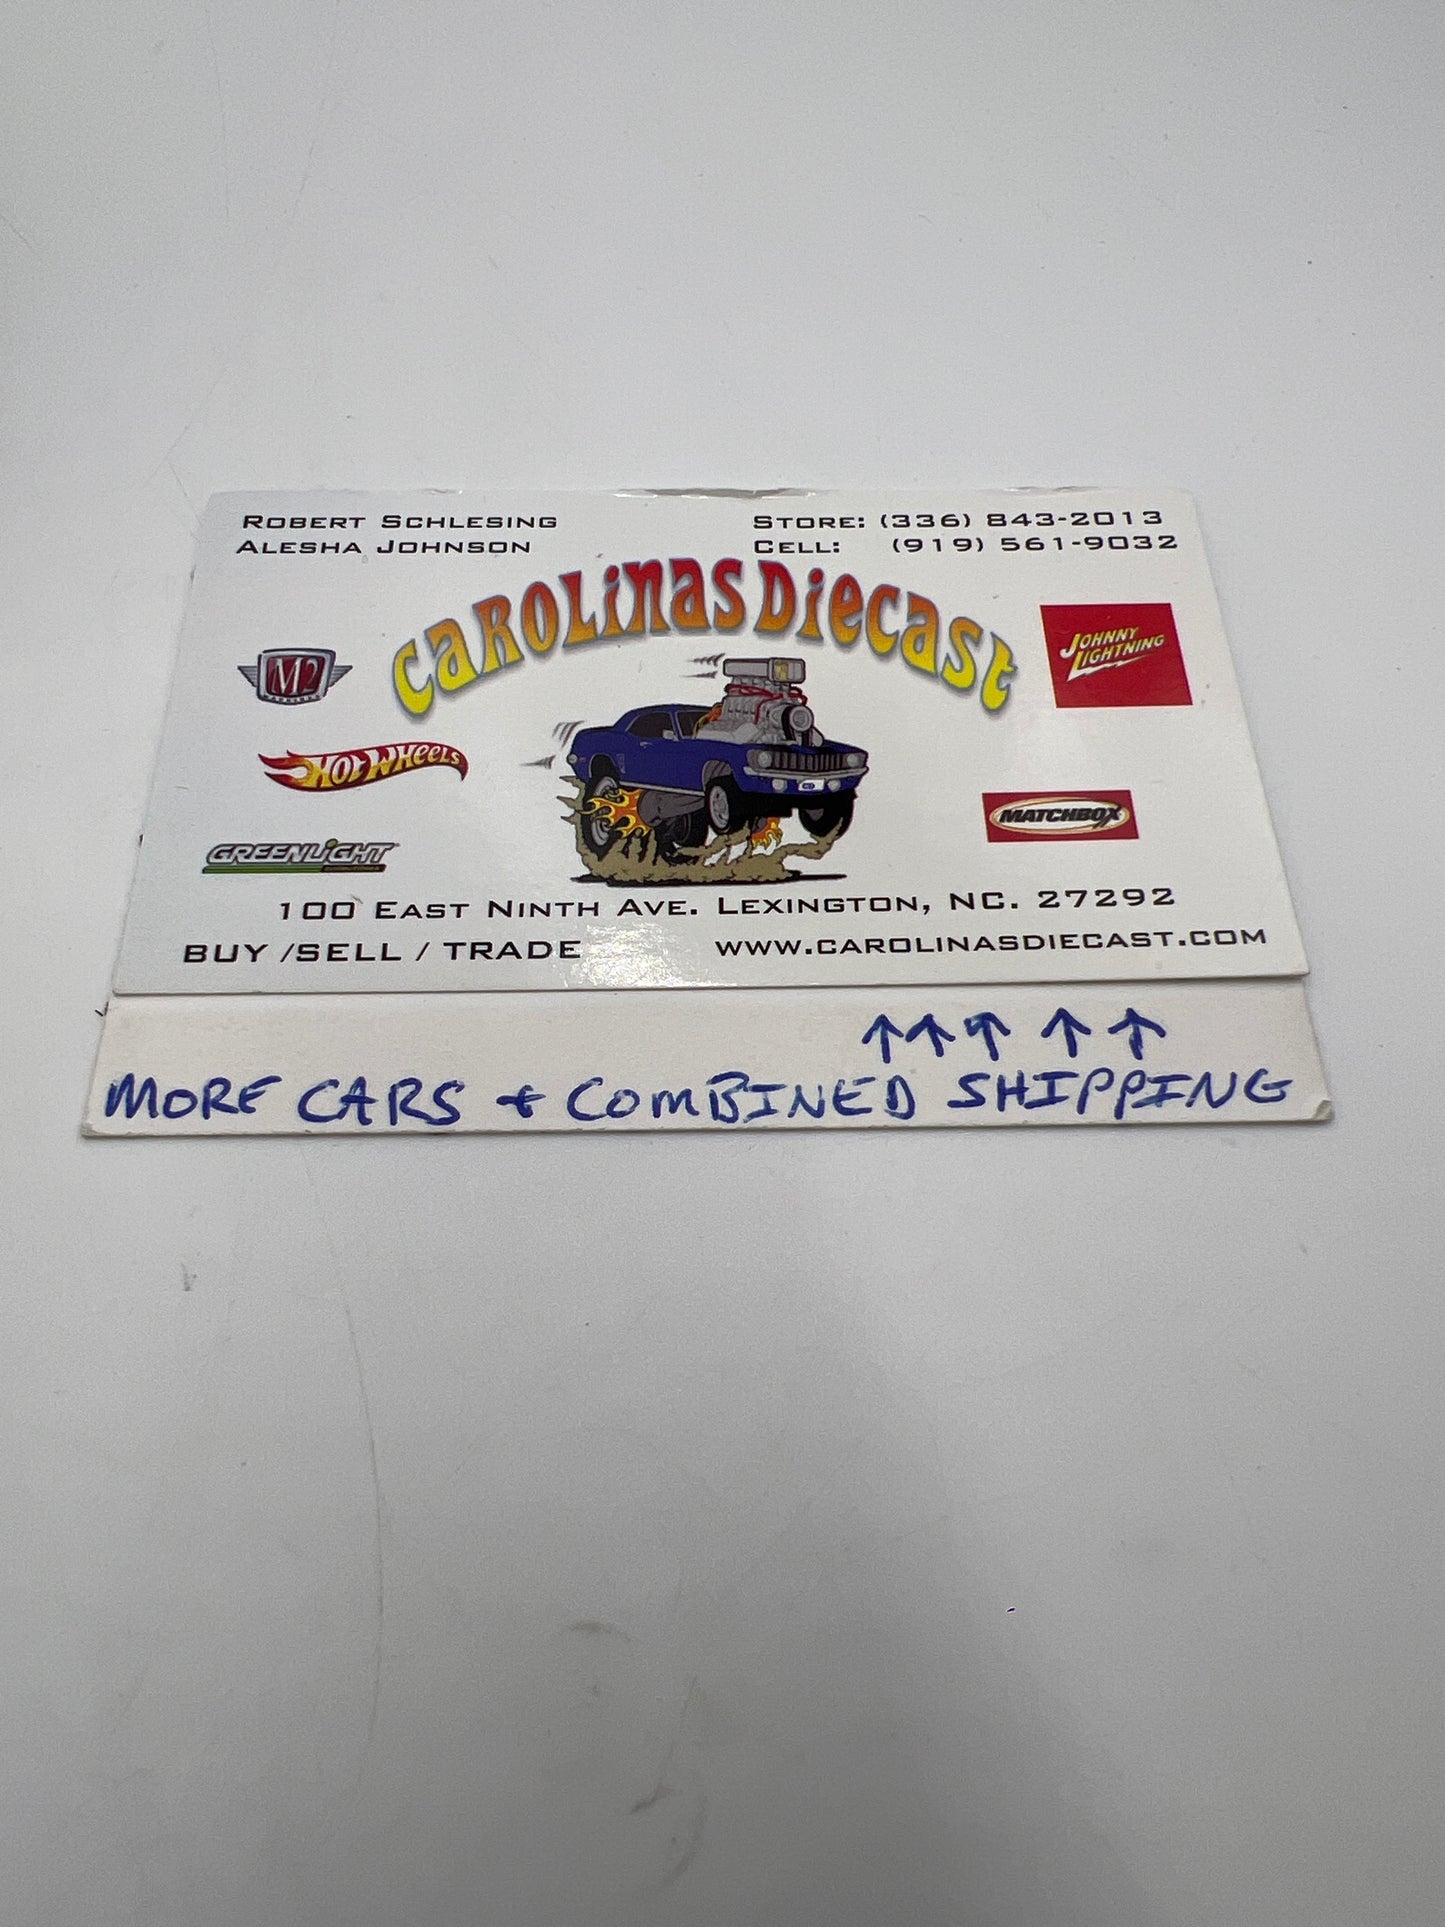 ROBERT SCHLESING
ALESHA JOHNSON
STORE: (336) 843-2013
CELL: (919) 561-9032
CAROLINAS DIECAST
M2
JOHNNY
LIGHTNING
HOT WHEELS
MATCHBOX
GREENLIGHT
100 EAST NINTH AVE. LEXINGTON, NC. 27292
BUY /SELL / TRADE
WWW.CAROLINASDIECAST.COM
↑ ↑ ↑ ↑ ↑
MORE CARS + COMBINED SHIPPING